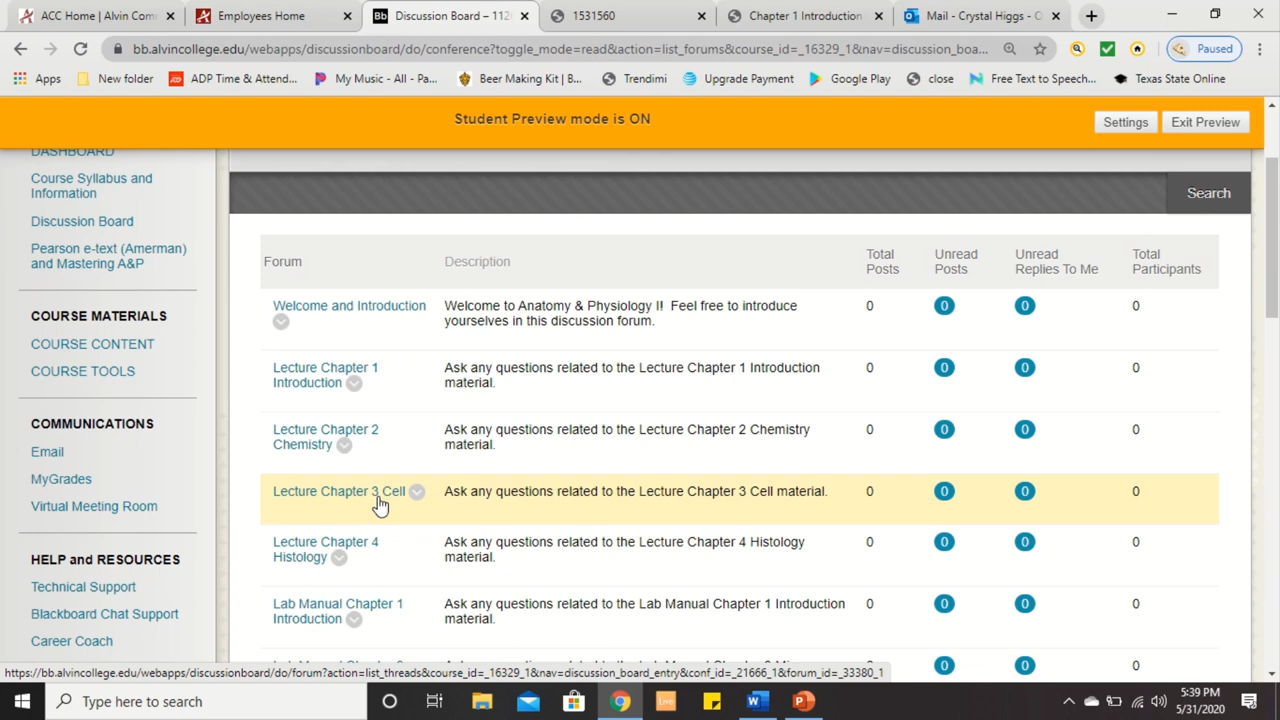 ACC Home | Alvin Com
Employees Home
Bb Discussion Board – 1120
1531560
Chapter 1 Introduction
Mail - Crystal Higgs - O
bb.alvincollege.edu/webapps/discussionboard/do/conference?toggle_mode=read&action=list_forums&course_id=_16329_1&nav=discussion_boa...
Paused
Apps
New folder
ADP Time & Attend...
My Music - All - Pa...
Beer Making Kit | B...
Trendimi
Upgrade Payment
Google Play
close
Free Text to Speech...
Texas State Online
Student Preview mode is ON
Settings
Exit Preview
DASHBOARD
Course Syllabus and
Information
Discussion Board
Pearson e-text (Amerman)
and Mastering A&P
COURSE MATERIALS
COURSE CONTENT
COURSE TOOLS
COMMUNICATIONS
Email
MyGrades
Virtual Meeting Room
HELP and RESOURCES
Technical Support
Blackboard Chat Support
Career Coach
Search
Forum
Description
Total
Posts
Unread
Posts
Unread
Replies To Me
Total
Participants
Welcome and Introduction
Welcome to Anatomy & Physiology I! Feel free to introduce
yourselves in this discussion forum.
0 0 0 0
Lecture Chapter 1
Introduction
Ask any questions related to the Lecture Chapter 1 Introduction
material.
0 0 0 0
Lecture Chapter 2
Chemistry
Ask any questions related to the Lecture Chapter 2 Chemistry
material.
0 0 0 0
Lecture Chapter 3 Cell
Ask any questions related to the Lecture Chapter 3 Cell material.
0 0 0 0
Lecture Chapter 4
Histology
Ask any questions related to the Lecture Chapter 4 Histology
material.
0 0 0 0
Lab Manual Chapter 1
Introduction
Ask any questions related to the Lab Manual Chapter 1 Introduction
material.
0 0 0 0
0 0 0 0
https://bb.alvincollege.edu/webapps/discussionboard/do/forum?action=list_threads&course_id=_16329_1&nav=discussion_board_entry&conf_id=_21666_1&forum_id=_33380_1
Type here to search
5:39 PM
5/31/2020